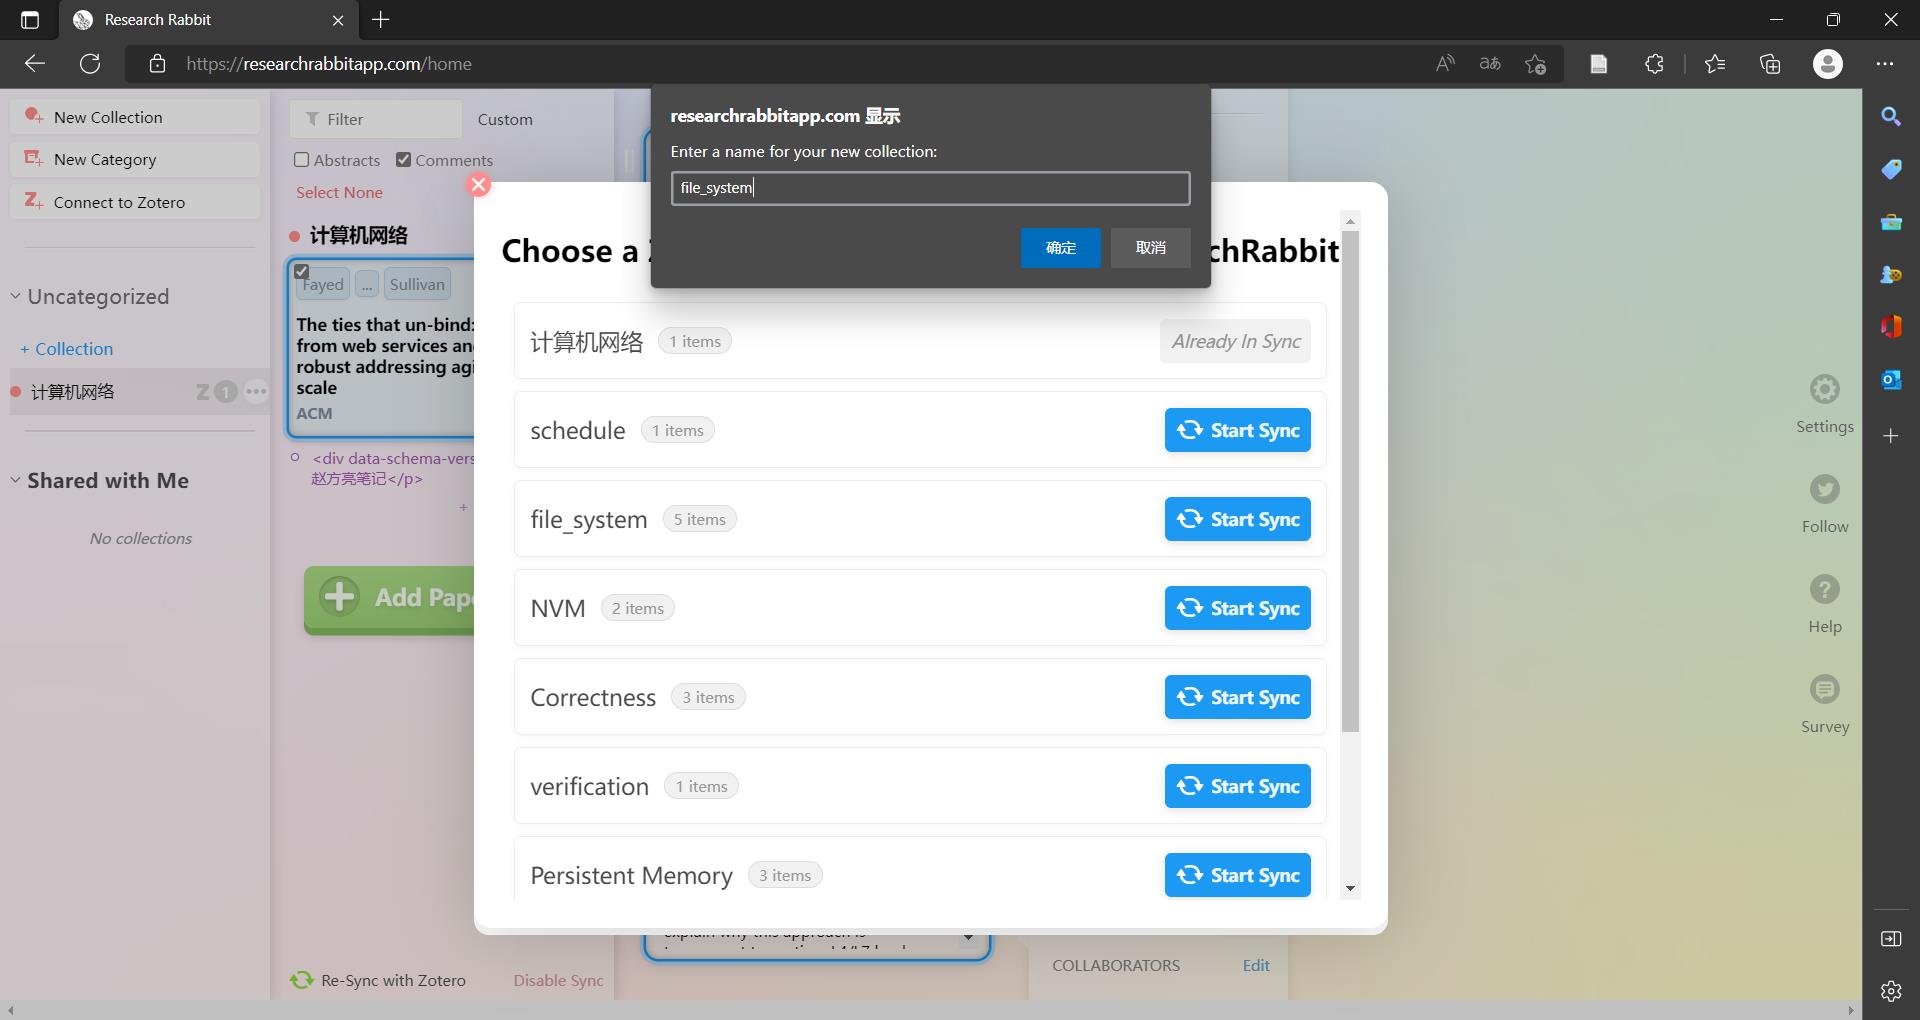 Research Rabbit
https://researchrabbitapp.com/home
New Collection
New Category
Connect to Zotero
Uncategorized
+ Collection
计算机网络
Z 1
Shared with Me
No collections
Filter
Custom
Abstracts
Comments
Select None
计算机网络
Fayed
...
Sullivan
The ties that un-bind:
from web services an
robust addressing agi
scale
ACM
<div data-schema-vers
赵方亮笔记</p>
+
Add Pap
Re-Sync with Zotero
Disable Sync
researchrabbitapp.com 显示
Enter a name for your new collection:
file_system
确定
取消
Choose a
chRabbit
计算机网络 1 items
Already In Sync
schedule 1 items
Start Sync
file_system 5 items
Start Sync
NVM 2 items
Start Sync
Correctness 3 items
Start Sync
verification 1 items
Start Sync
Persistent Memory 3 items
Start Sync
explain why this approach is
COLLABORATORS
Edit
Settings
Follow
Help
Survey